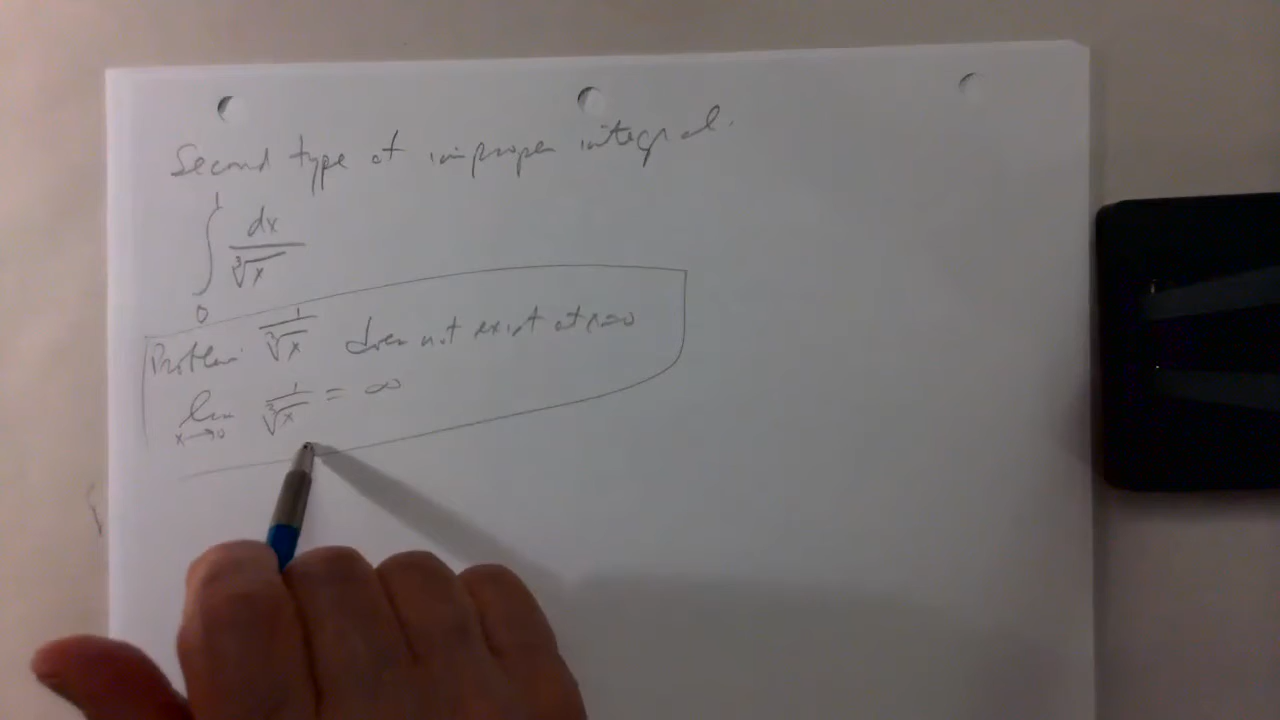 Second type of improper integral.
∫₀¹ dx/∛x
Problem 1/∛x does not exist at x=0
lim x→0 1/∛x = ∞